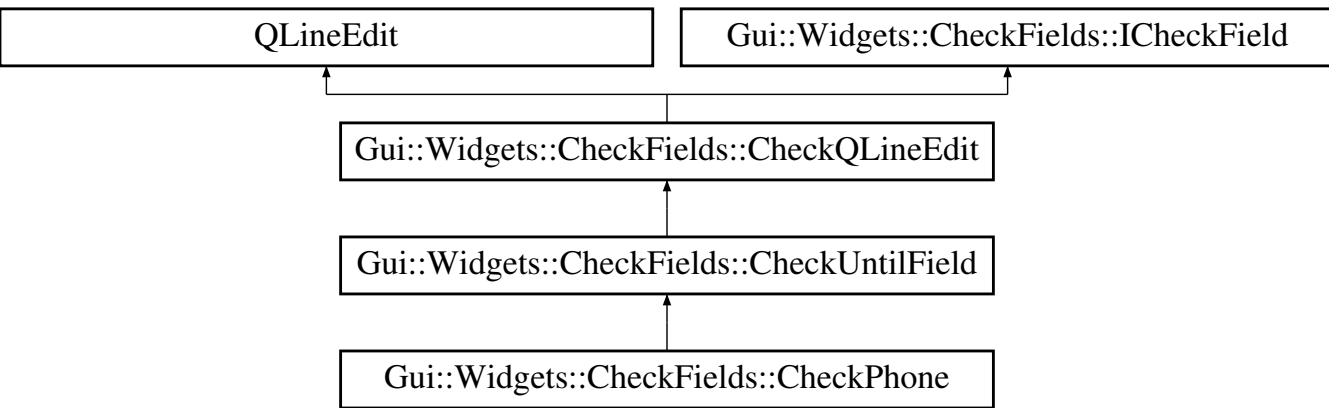 QLineEdit
Gui::Widgets::CheckFields::ICheckField
Gui::Widgets::CheckFields::CheckQLineEdit
Gui::Widgets::CheckFields::CheckUntilField
Gui::Widgets::CheckFields::CheckPhone